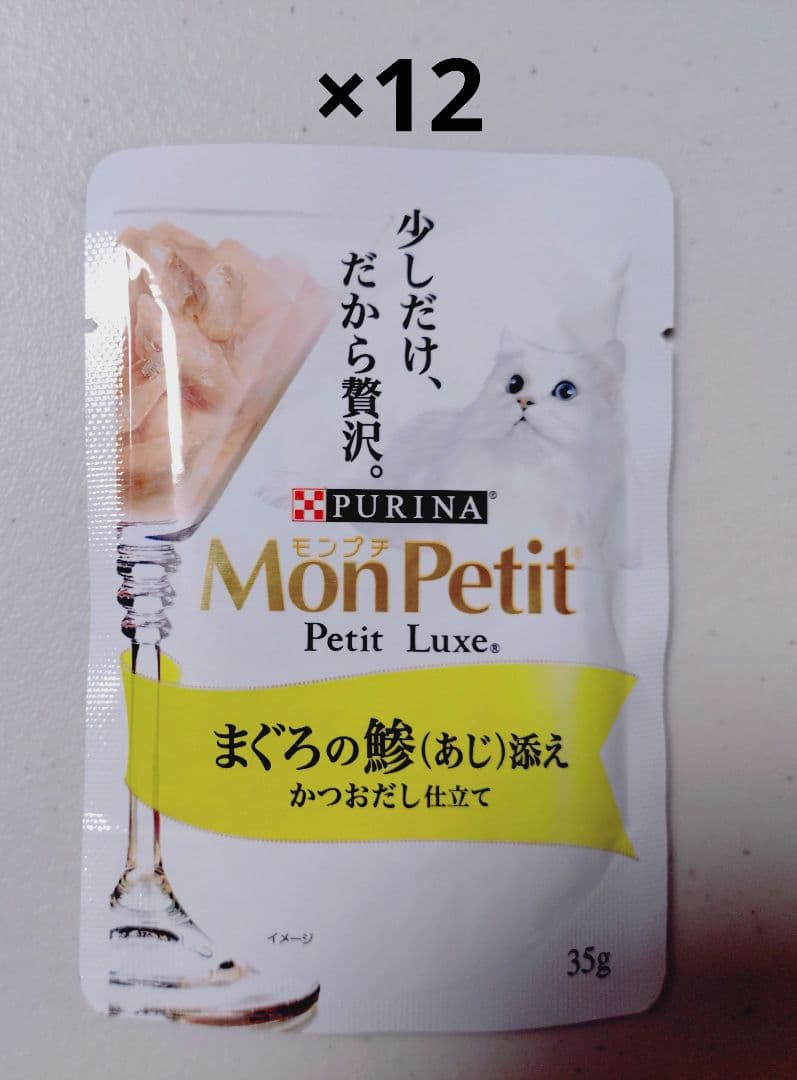 ×12
少しだけ、
だから贅沢。
PURINA®
モンプチ
Mon Petit®
Petit Luxe®
まぐろの鯵(あじ)添え
かつおだし仕立て
イメージ
35g